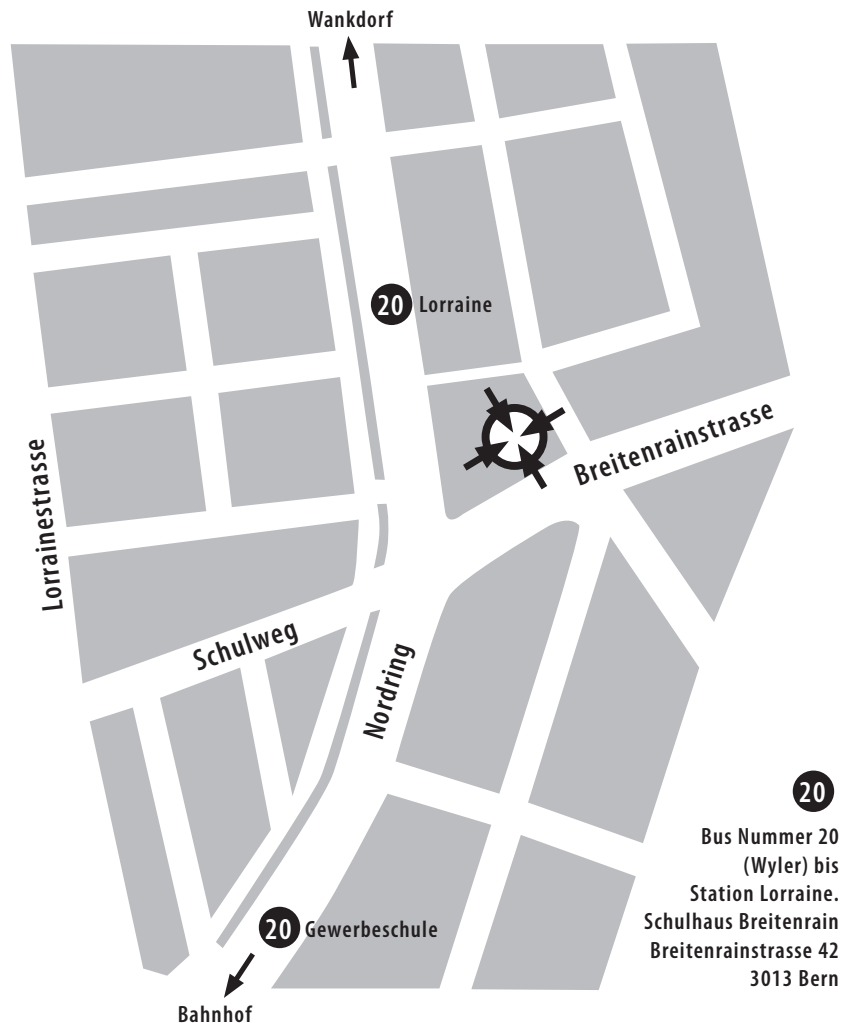 Wankdorf
20 Lorraine
Breitenrainstrasse
Lorrainestrasse
Schulweg
Nordring
20
Bus Nummer 20
(Wyler) bis
Station Lorraine.
Schulhaus Breitenrain
Breitenrainstrasse 42
3013 Bern
20 Gewerbeschule
Bahnhof